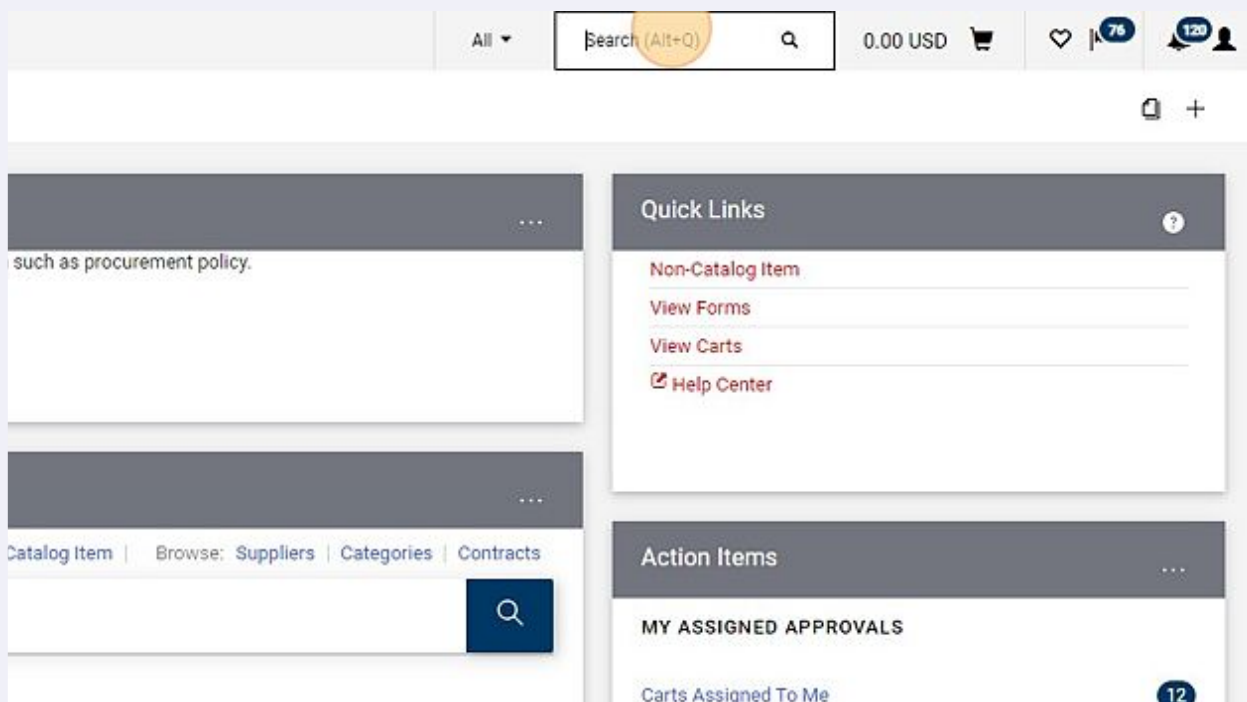 All
Search (Alt+Q)
0.00 USD
76
120
...
Quick Links
?
such as procurement policy.
Non-Catalog Item
View Forms
View Carts
Help Center
...
Catalog Item | Browse: Suppliers | Categories | Contracts
Action Items
...
MY ASSIGNED APPROVALS
Carts Assigned To Me
12